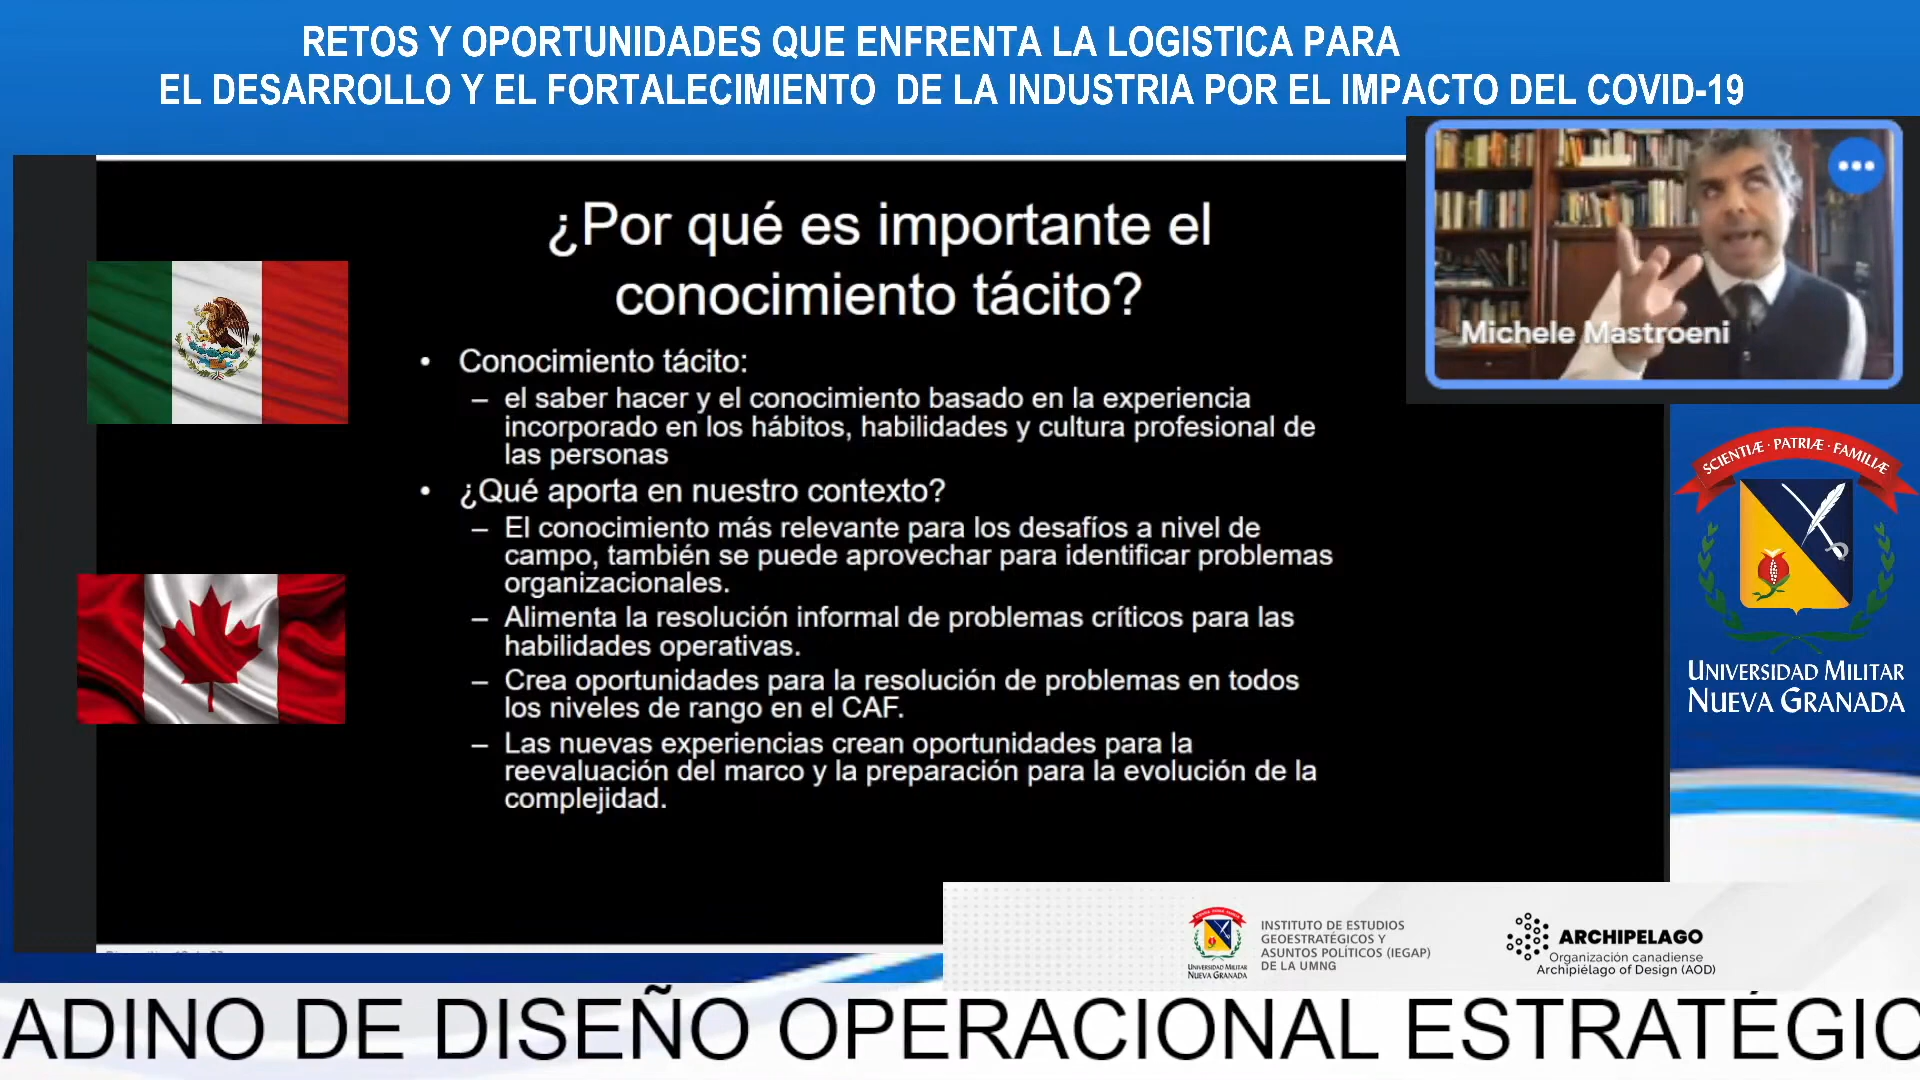 RETOS Y OPORTUNIDADES QUE ENFRENTA LA LOGISTICA PARA
EL DESARROLLO Y EL FORTALECIMIENTO DE LA INDUSTRIA POR EL IMPACTO DEL COVID-19
¿Por qué es importante el
conocimiento tácito?
• Conocimiento tácito:
– el saber hacer y el conocimiento basado en la experiencia
incorporado en los hábitos, habilidades y cultura profesional de
las personas
• ¿Qué aporta en nuestro contexto?
– El conocimiento más relevante para los desafíos a nivel de
campo, también se puede aprovechar para identificar problemas
organizacionales.
– Alimenta la resolución informal de problemas críticos para las
habilidades operativas.
– Crea oportunidades para la resolución de problemas en todos
los niveles de rango en el CAF.
– Las nuevas experiencias crean oportunidades para la
reevaluación del marco y la preparación para la evolución de la
complejidad.
Michele Mastroeni
SCIENTIÆ · PATRIÆ · FAMILIÆ
UNIVERSIDAD MILITAR
NUEVA GRANADA
UNIVERSIDAD MILITAR
NUEVA GRANADA
INSTITUTO DE ESTUDIOS
GEOESTRATÉGICOS Y
ASUNTOS POLÍTICOS (IEGAP)
DE LA UMNG
ARCHIPELAGO
Organización canadiense
Archipiélago of Design (AOD)
ADINO DE DISEÑO OPERACIONAL ESTRATÉGIC